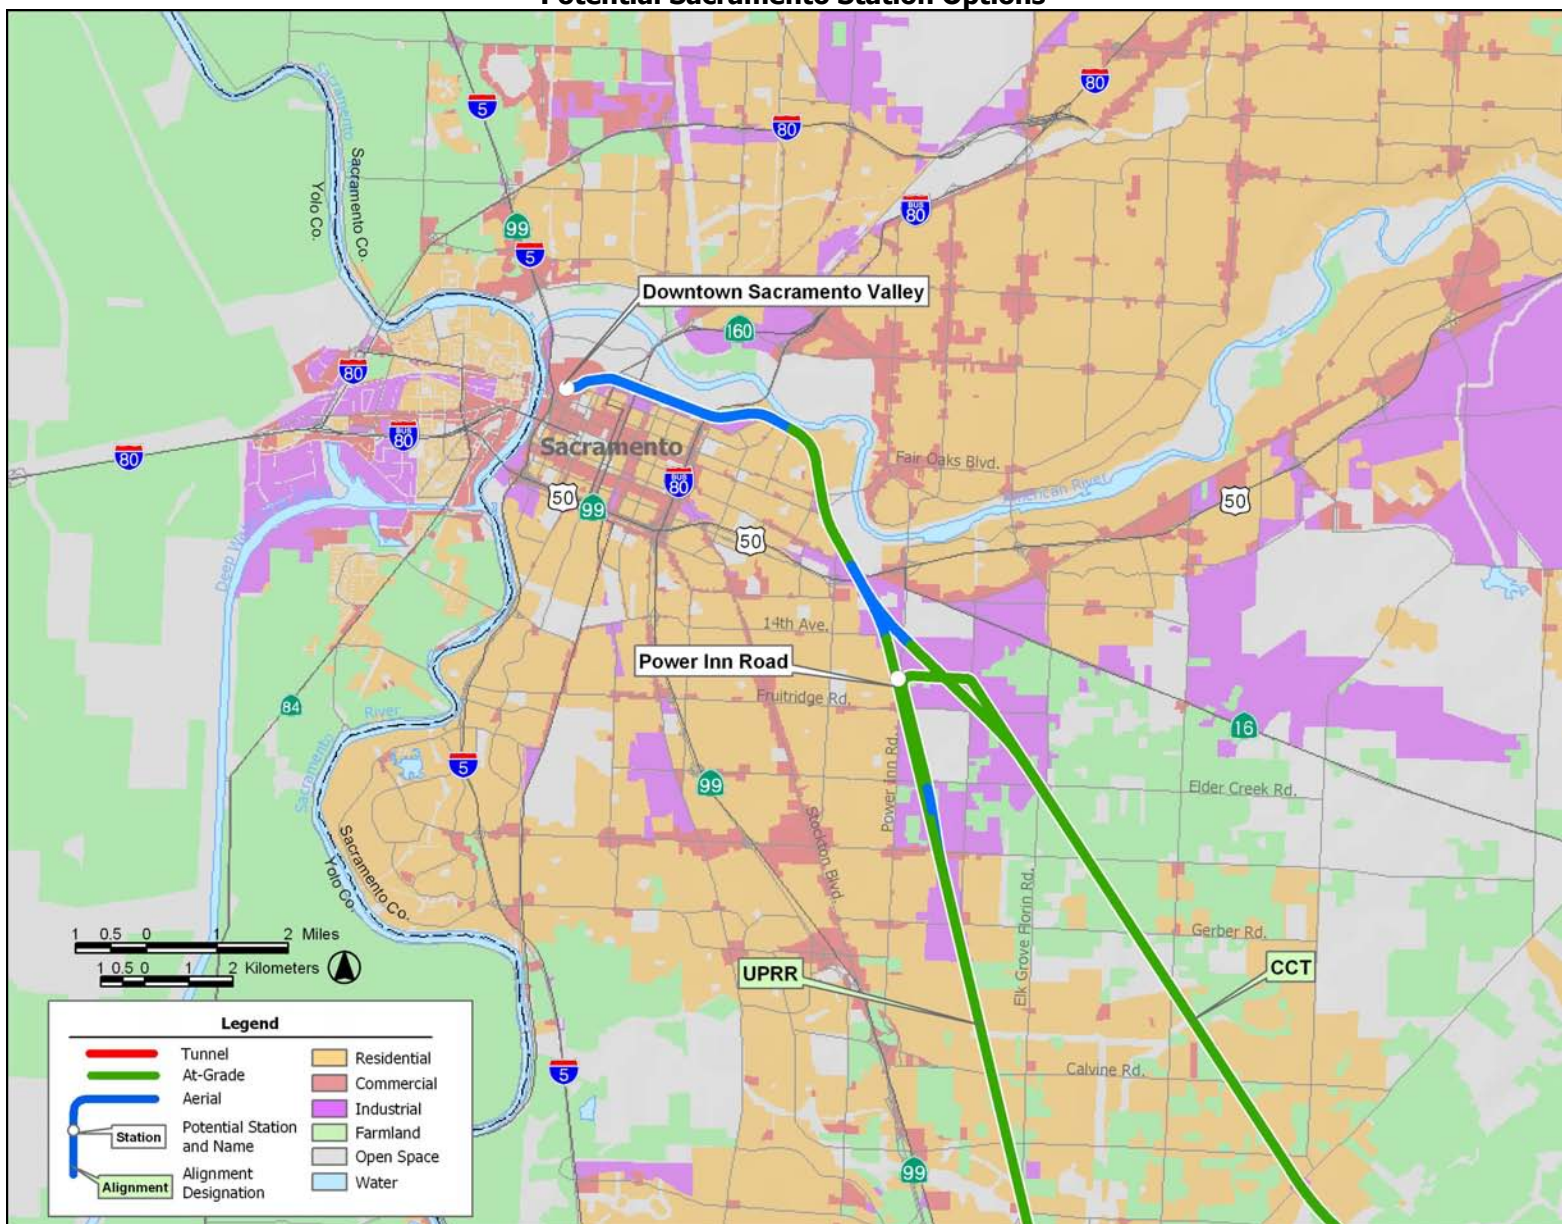 Potential Sacramento Station Options
80
5
80
Sacramento
Sacramento Co.
Yolo Co.
BUS
80
99
5
Downtown Sacramento Valley
160
80
BUS
80
80
Sacramento
Fair Oaks Blvd.
BUS
80
50
99
American River
50
50
14th Ave.
Power Inn Road
Fruitridge Rd.
84
River
Sacramento
16
5
99
Power Inn Rd.
Elder Creek Rd.
Stockton Blvd.
Sacramento Co.
Yolo Co.
Elk Grove Florin Rd.
Gerber Rd.
1 0.5 0 1 2 Miles
1 0.5 0 1 2 Kilometers
UPRR
CCT
Calvine Rd.
5
99
Legend
Tunnel
At-Grade
Aerial
Station
Potential Station
and Name
Alignment
Alignment
Designation
Residential
Commercial
Industrial
Farmland
Open Space
Water